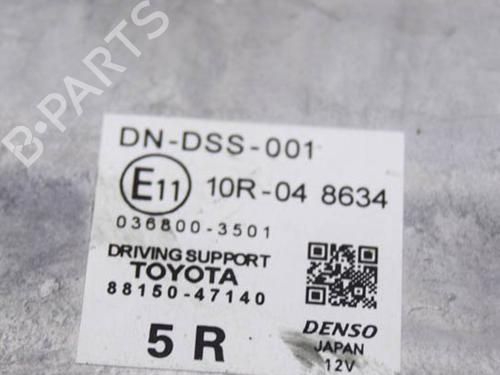 B·PARTS
DN-DSS-001
E11 10R-04 8634
036800-3501
DRIVING SUPPORT
TOYOTA
88150-47140
5 R
DENSO
JAPAN
12V